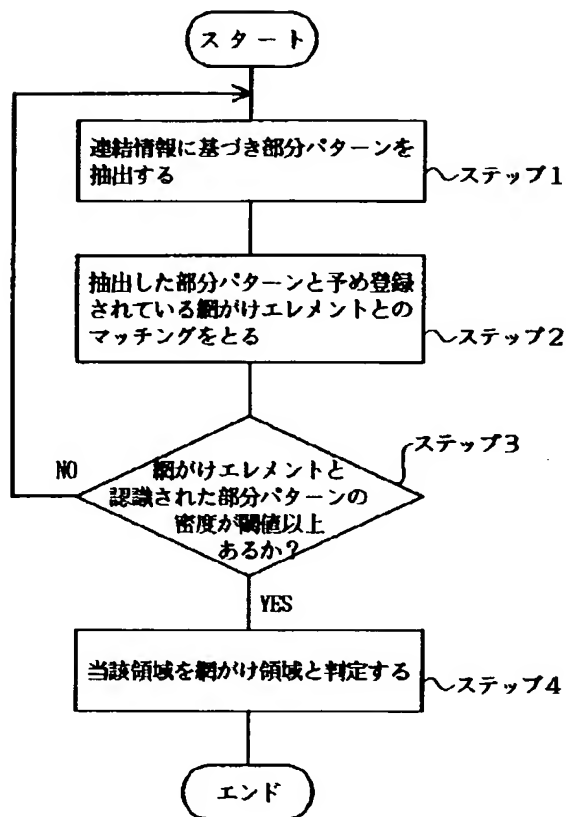 スタート
連結情報に基づき部分パターンを
抽出する
ステップ1
抽出した部分パターンと予め登録
されている網がけエレメントとの
マッチングをとる
ステップ2
ステップ3
NO
網がけエレメントと
認識された部分パターンの
密度が閾値以上
あるか?
YES
当該領域を網がけ領域と判定する
ステップ4
エンド